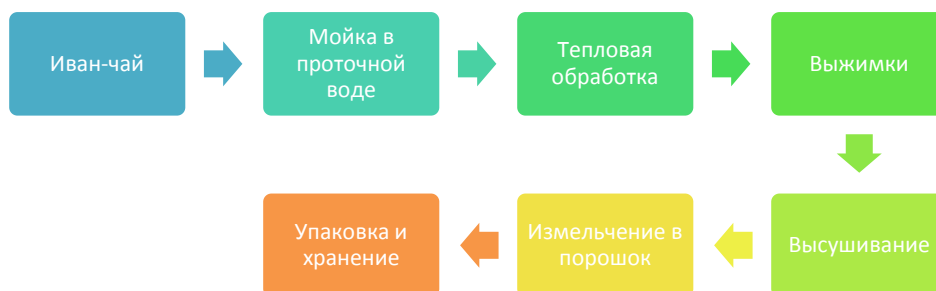 Иван-чай
Мойка в
проточной
воде
Тепловая
обработка
Выжимки
Высушивание
Измельчение в
порошок
Упаковка и
хранение